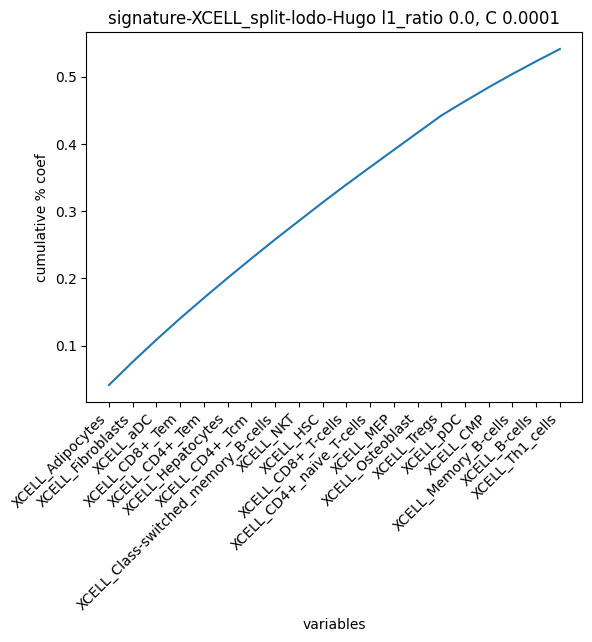 signature-XCELL_split-lodo-Hugo l1_ratio 0.0, C 0.0001
cumulative % coef
0.5
0.4
0.3
0.2
0.1
XCELL_Adipocytes
XCELL_Fibroblasts
XCELL_aDC
XCELL_CD8+_Tem
XCELL_CD4+_Tem
XCELL_Hepatocytes
XCELL_CD4+_Tcm
XCELL_Class-switched_memory_B-cells
XCELL_NKT
XCELL_HSC
XCELL_CD8+_T-cells
XCELL_CD4+_naive_T-cells
XCELL_MEP
XCELL_Osteoblast
XCELL_Tregs
XCELL_pDC
XCELL_CMP
XCELL_Memory_B-cells
XCELL_B-cells
XCELL_Th1_cells
variables